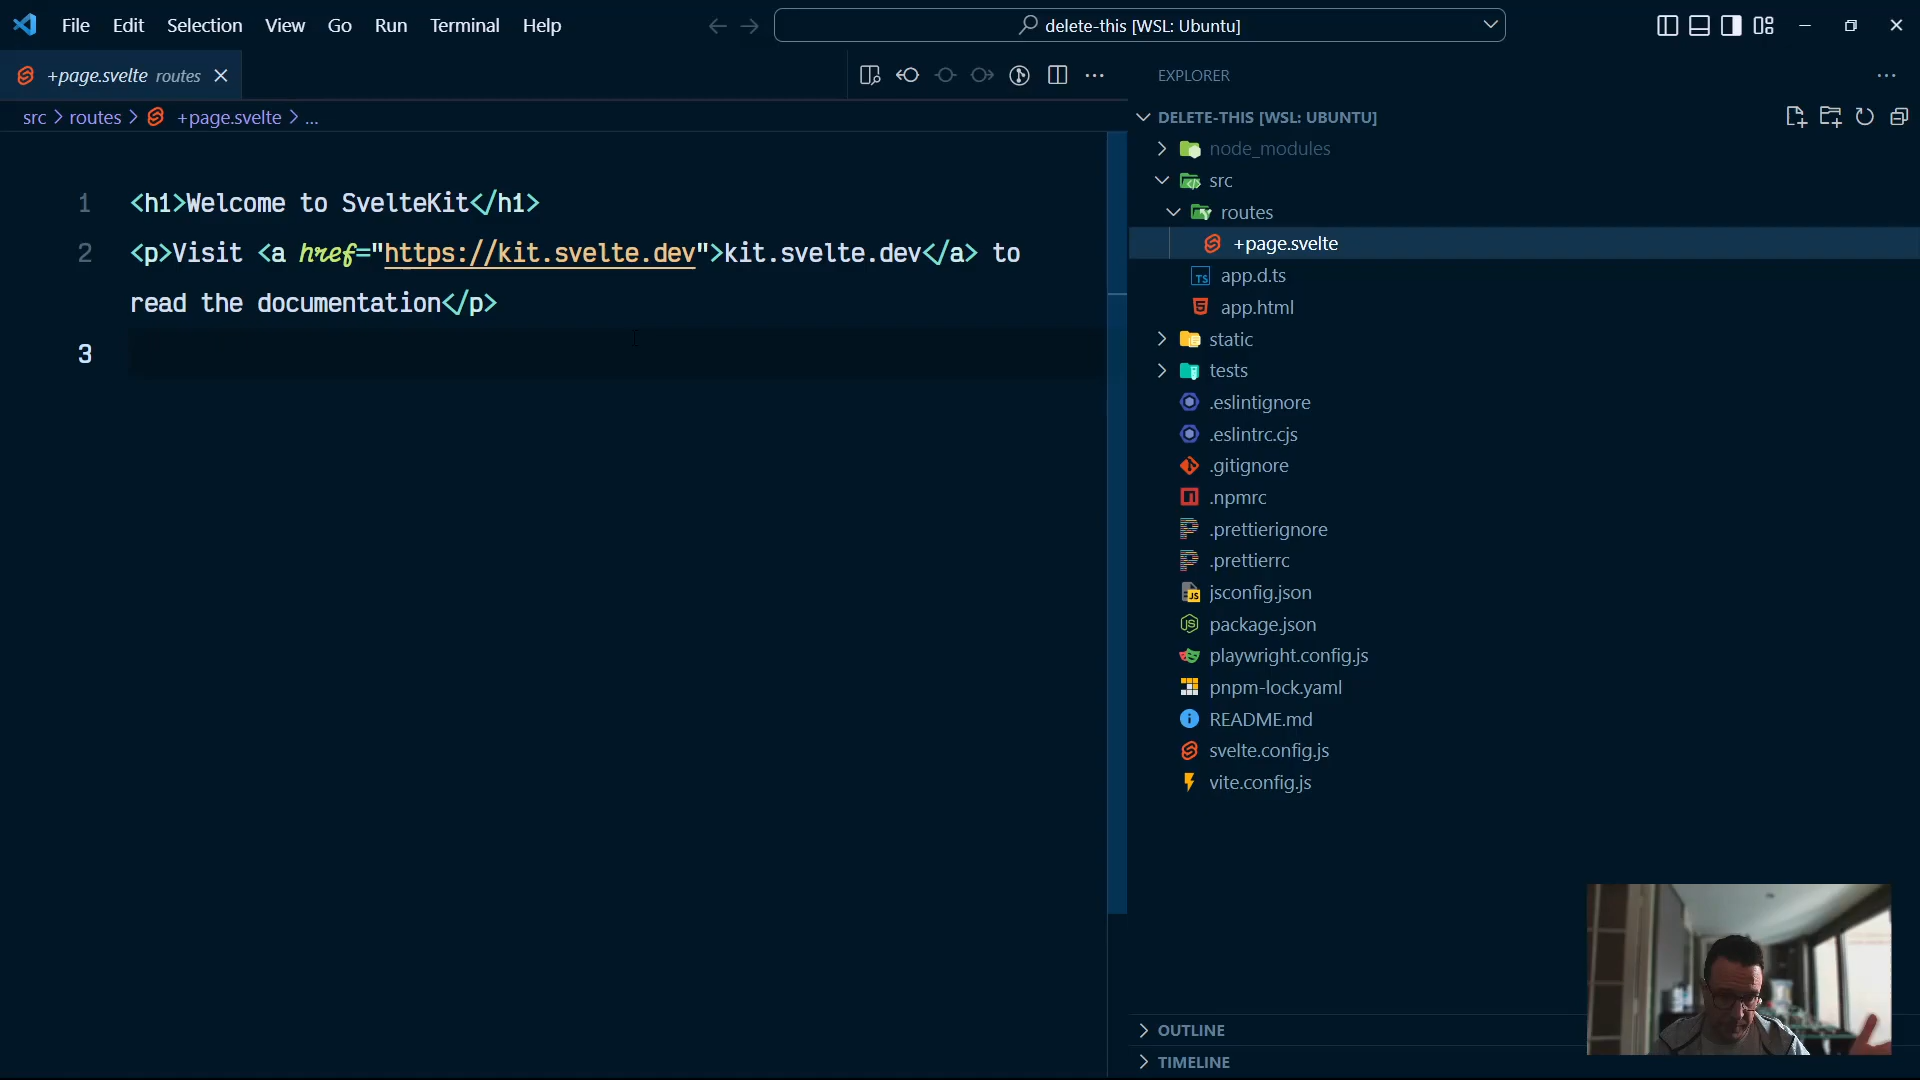 File Edit Selection View Go Run Terminal Help
delete-this [WSL: Ubuntu]
+page.svelte routes
src > routes > +page.svelte > ...
1 <h1>Welcome to SvelteKit</h1>
2 <p>Visit <a href="https://kit.svelte.dev">kit.svelte.dev</a> to
read the documentation</p>
3
EXPLORER
DELETE-THIS [WSL: UBUNTU]
node_modules
src
routes
+page.svelte
TS app.d.ts
app.html
static
tests
.eslintignore
.eslintrc.cjs
.gitignore
.npmrc
.prettierignore
.prettierrc
JS jsconfig.json
package.json
playwright.config.js
pnpm-lock.yaml
README.md
svelte.config.js
vite.config.js
OUTLINE
TIMELINE